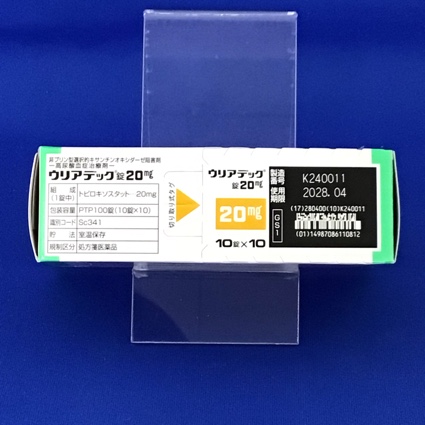 非プリン型選択的キサンチンオキシダーゼ阻害剤
－高尿酸血症治療剤－
ウリアデック錠20mg
組成(1錠中) トピロキソスタット 20mg
包装容量 PTP100錠(10錠×10)
識別コード Sc341
貯法 室温保存
規制区分 処方箋医薬品
切り取り式タグ
ウリアデック
錠20mg
20mg
10錠×10
製造番号 K240011
使用期限 2028.04
(17)280400(10)K240011
GS1
(01)14987086110812